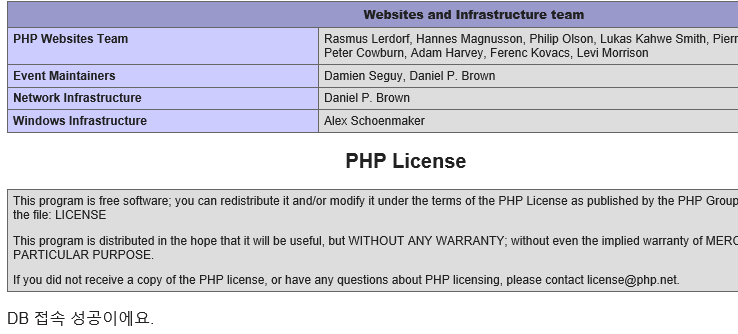 Websites and Infrastructure team
PHP Websites Team Rasmus Lerdorf, Hannes Magnusson, Philip Olson, Lukas Kahwe Smith, Pierr
Peter Cowburn, Adam Harvey, Ferenc Kovacs, Levi Morrison
Event Maintainers Damien Seguy, Daniel P. Brown
Network Infrastructure Daniel P. Brown
Windows Infrastructure Alex Schoenmaker
PHP License
This program is free software; you can redistribute it and/or modify it under the terms of the PHP License as published by the PHP Group
the file: LICENSE
This program is distributed in the hope that it will be useful, but WITHOUT ANY WARRANTY; without even the implied warranty of MERC
PARTICULAR PURPOSE.
If you did not receive a copy of the PHP license, or have any questions about PHP licensing, please contact license@php.net.
DB 접속 성공이에요.